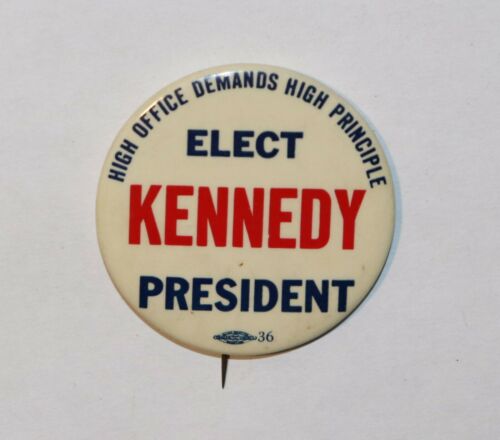 HIGH OFFICE DEMANDS HIGH PRINCIPLE
ELECT
KENNEDY
PRESIDENT
36